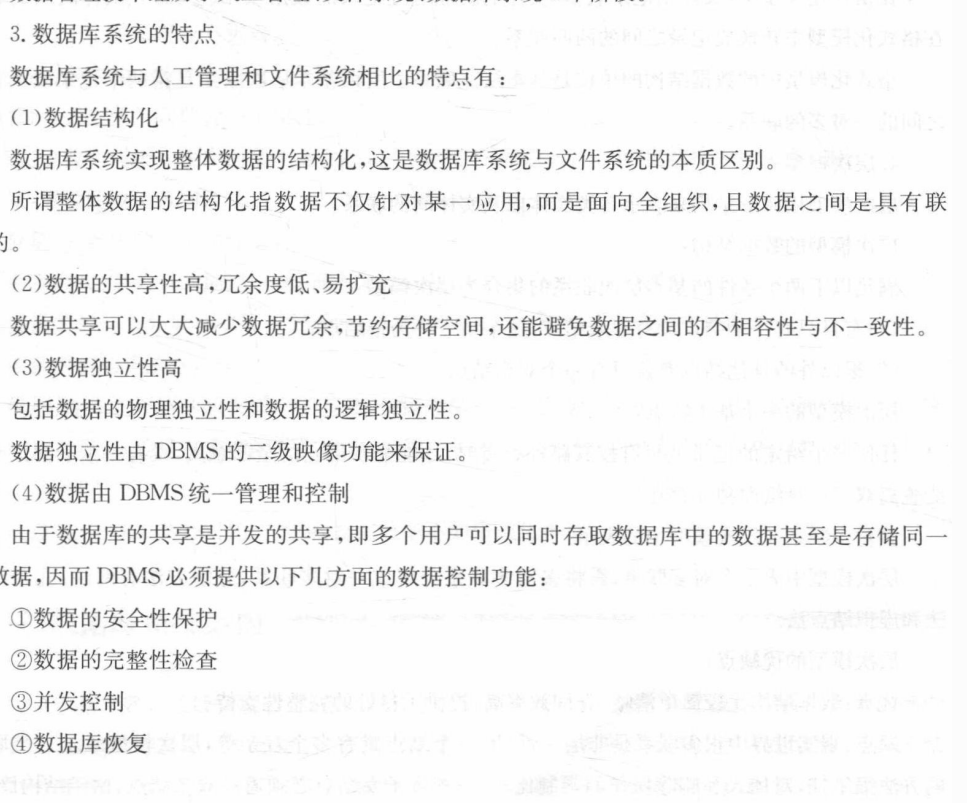 3.数据库系统的特点
数据库系统与人工管理和文件系统相比的特点有:
(1)数据结构化
数据库系统实现整体数据的结构化,这是数据库系统与文件系统的本质区别。
所谓整体数据的结构化指数据不仅针对某一应用,而是面向全组织,且数据之间是具有联
的。
(2)数据的共享性高,冗余度低、易扩充
数据共享可以大大减少数据冗余,节约存储空间,还能避免数据之间的不相容性与不一致性。
(3)数据独立性高
包括数据的物理独立性和数据的逻辑独立性。
数据独立性由 DBMS 的二级映像功能来保证。
(4)数据由 DBMS 统一管理和控制
由于数据库的共享是并发的共享,即多个用户可以同时存取数据库中的数据甚至是存储同一
数据,因而 DBMS 必须提供以下几方面的数据控制功能:
①数据的安全性保护
②数据的完整性检查
③并发控制
④数据库恢复